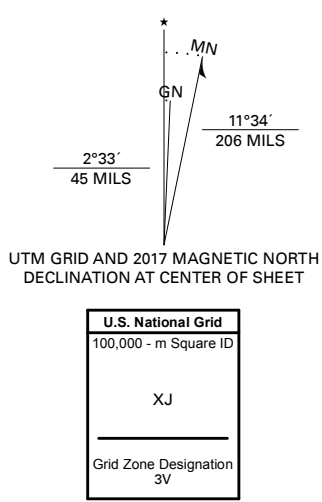 ★
MN
GN
11°34´
206 MILS
2°33´
45 MILS
UTM GRID AND 2017 MAGNETIC NORTH
DECLINATION AT CENTER OF SHEET
U.S. National Grid
100,000 - m Square ID
XJ
Grid Zone Designation
3V